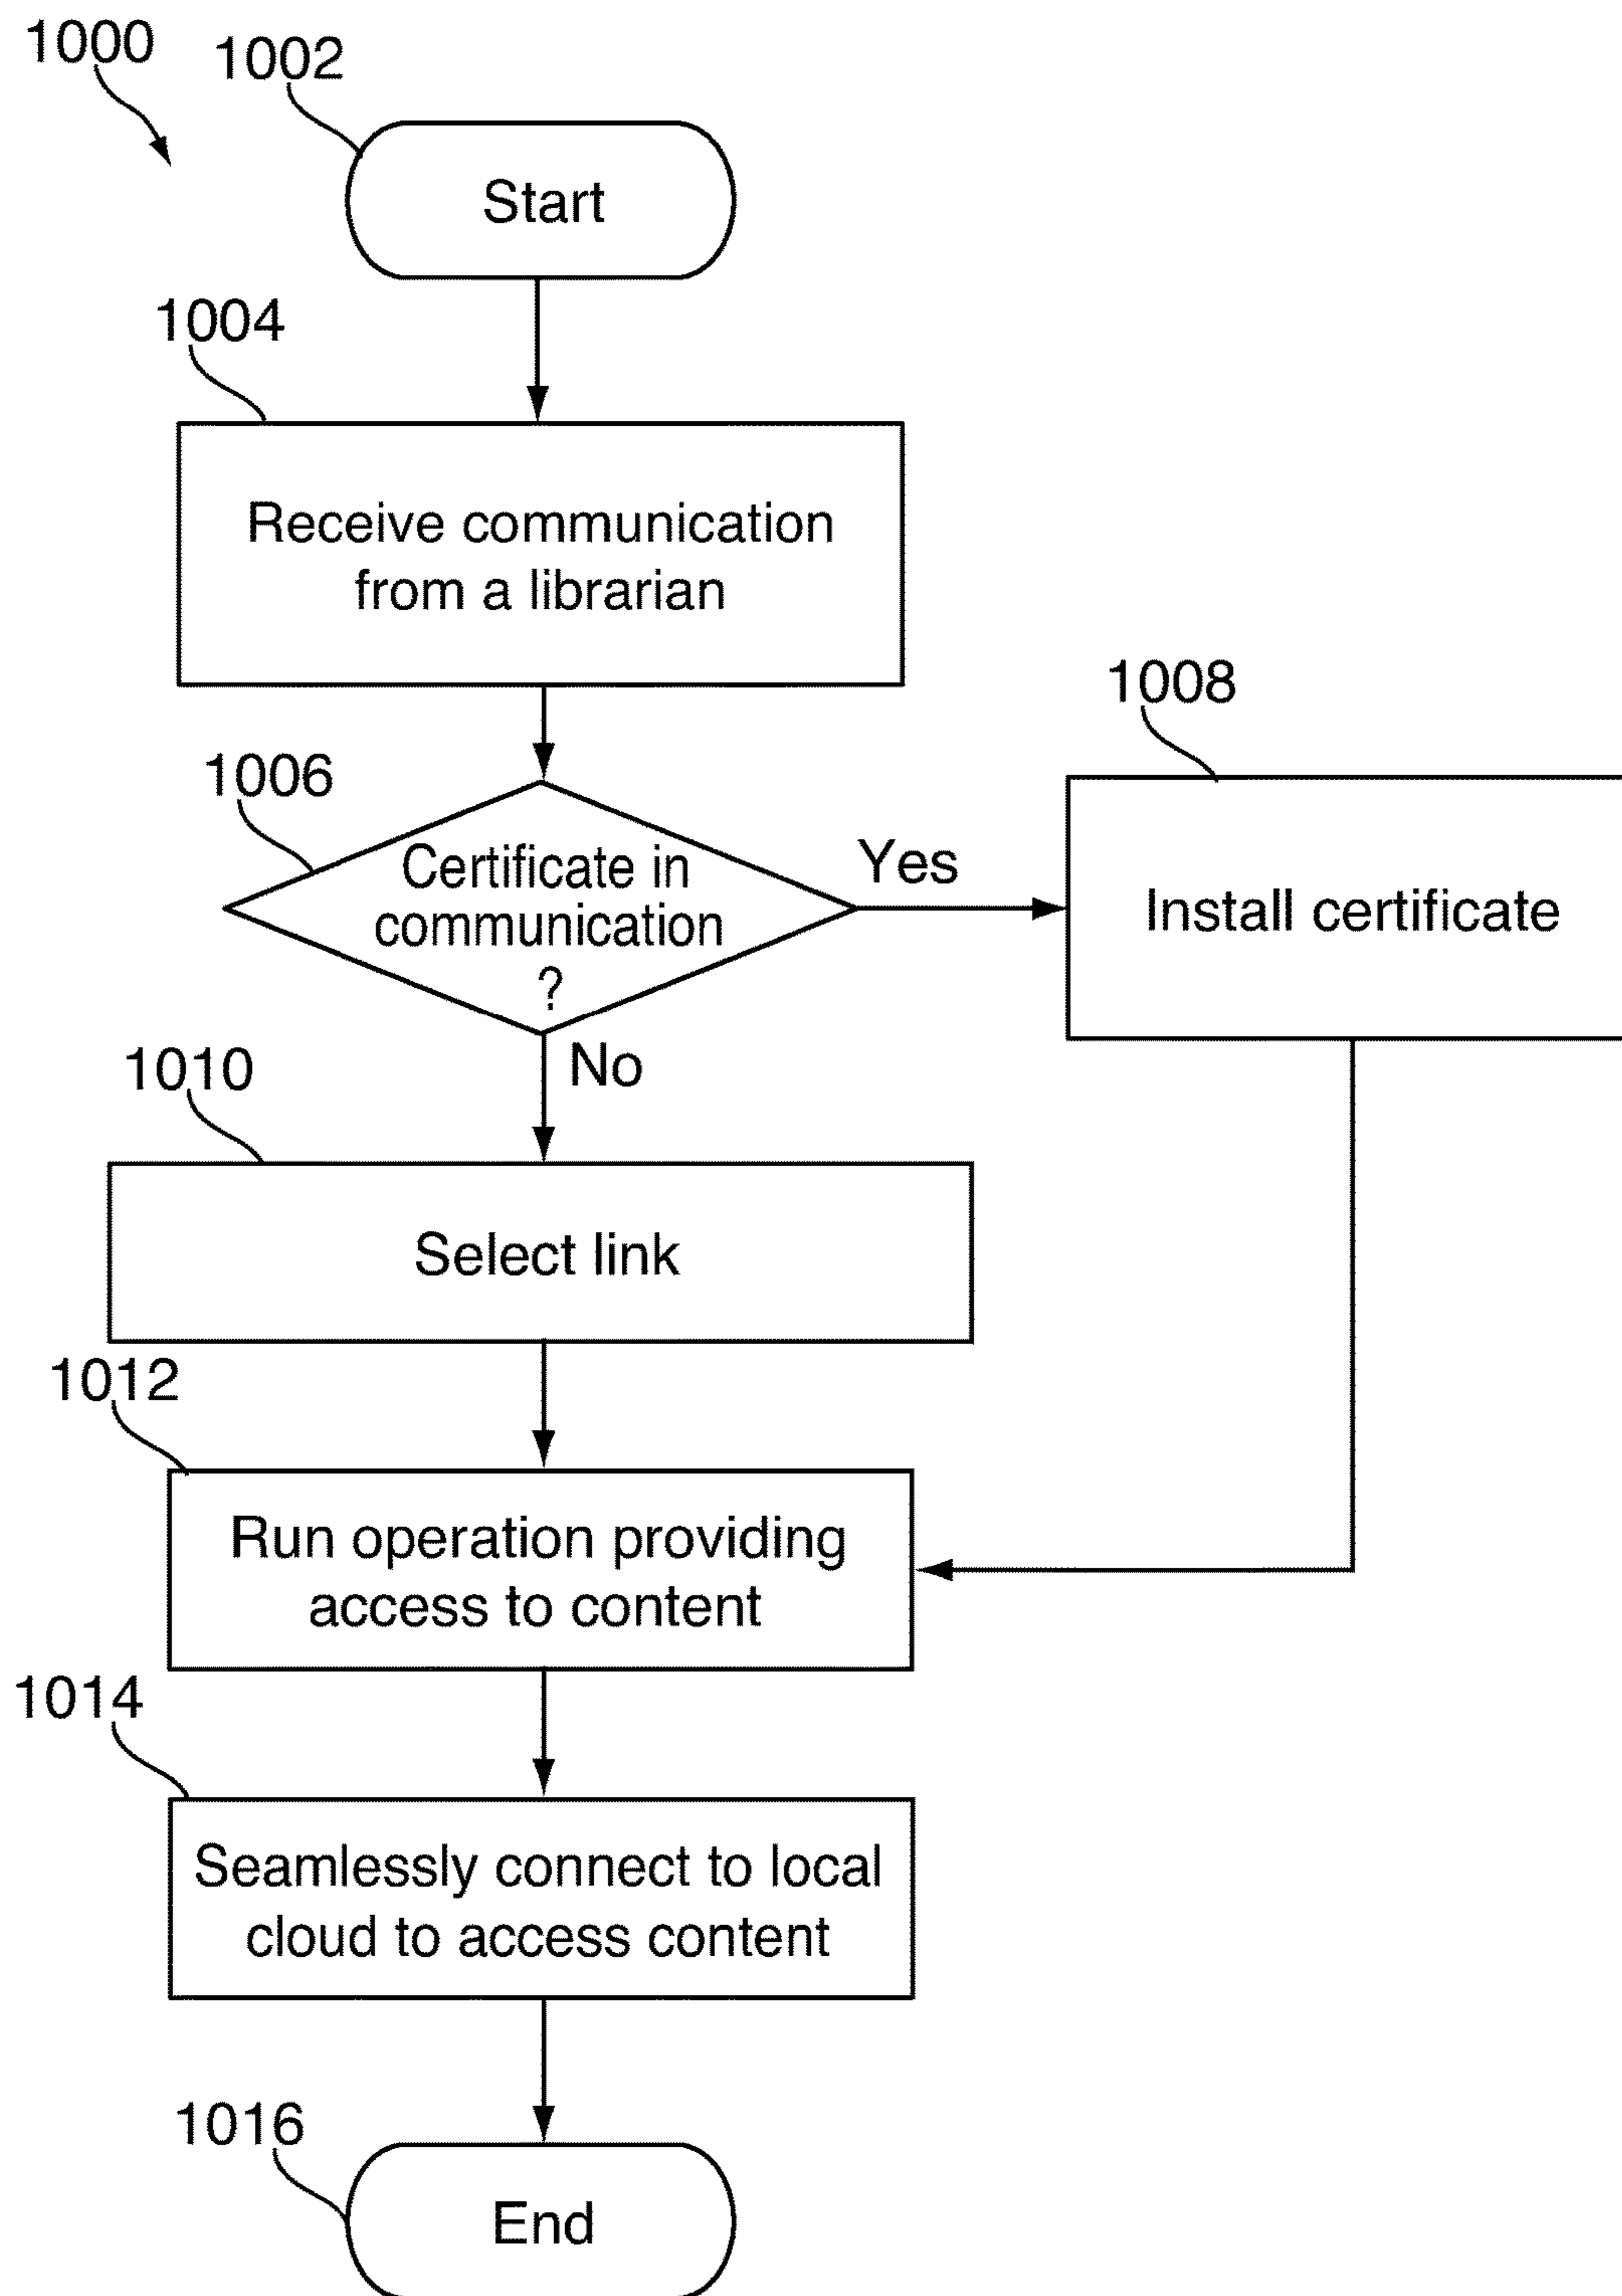 1000
1002
Start
1004
Receive communication
from a librarian
1006
Certificate in
communication
?
Yes
1008
Install certificate
No
1010
Select link
1012
Run operation providing
access to content
1014
Seamlessly connect to local
cloud to access content
1016
End